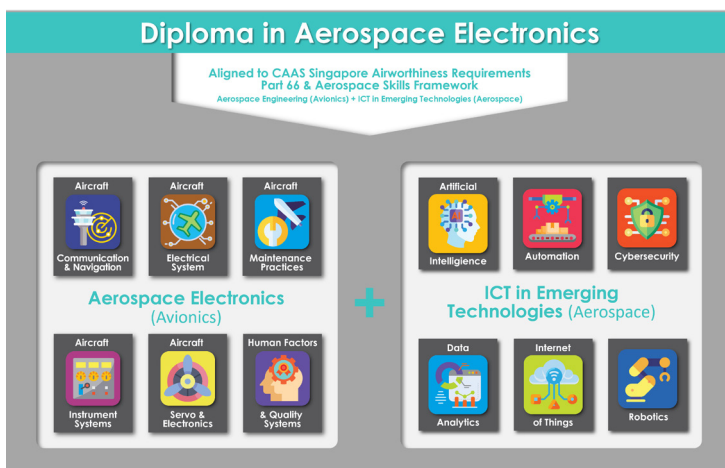 Diploma in Aerospace Electronics
Aligned to CAAS Singapore Airworthiness Requirements
Part 66 & Aerospace Skills Framework
Aerospace Engineering (Avionics) + ICT in Emerging Technologies (Aerospace)
Aircraft
Communication
& Navigation
Aircraft
Electrical
System
Aircraft
Maintenance
Practices
Aerospace Electronics
(Avionics)
Aircraft
Instrument
Systems
Aircraft
Servo &
Electronics
Human Factors
& Quality
Systems
+
Artificial
AI
Intelligience
Automation
Cybersecurity
ICT in Emerging
Technologies (Aerospace)
Data
Analytics
Internet
of Things
Robotics